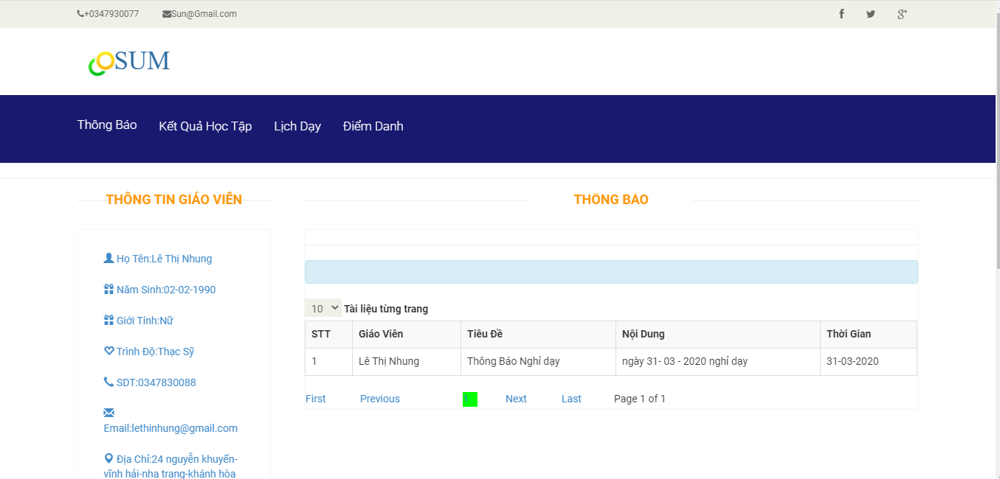 +0347930077 Sun@Gmail.com
SUM
Thông Báo Kết Quả Học Tập Lịch Dạy Điểm Danh
THÔNG TIN GIÁO VIÊN
Họ Tên:Lê Thị Nhung
Năm Sinh:02-02-1990
Giới Tính:Nữ
Trình Độ:Thạc Sỹ
SDT:0347830088
Email:lethinhung@gmail.com
Địa Chỉ:24 nguyễn khuyến-
vĩnh hải-nha trang-khánh hòa
THÔNG BÁO
10 Tài liệu từng trang
STT Giáo Viên Tiêu Đề Nội Dung Thời Gian
1 Lê Thị Nhung Thông Báo Nghỉ dạy ngày 31- 03 - 2020 nghỉ dạy 31-03-2020
First Previous 1 Next Last Page 1 of 1